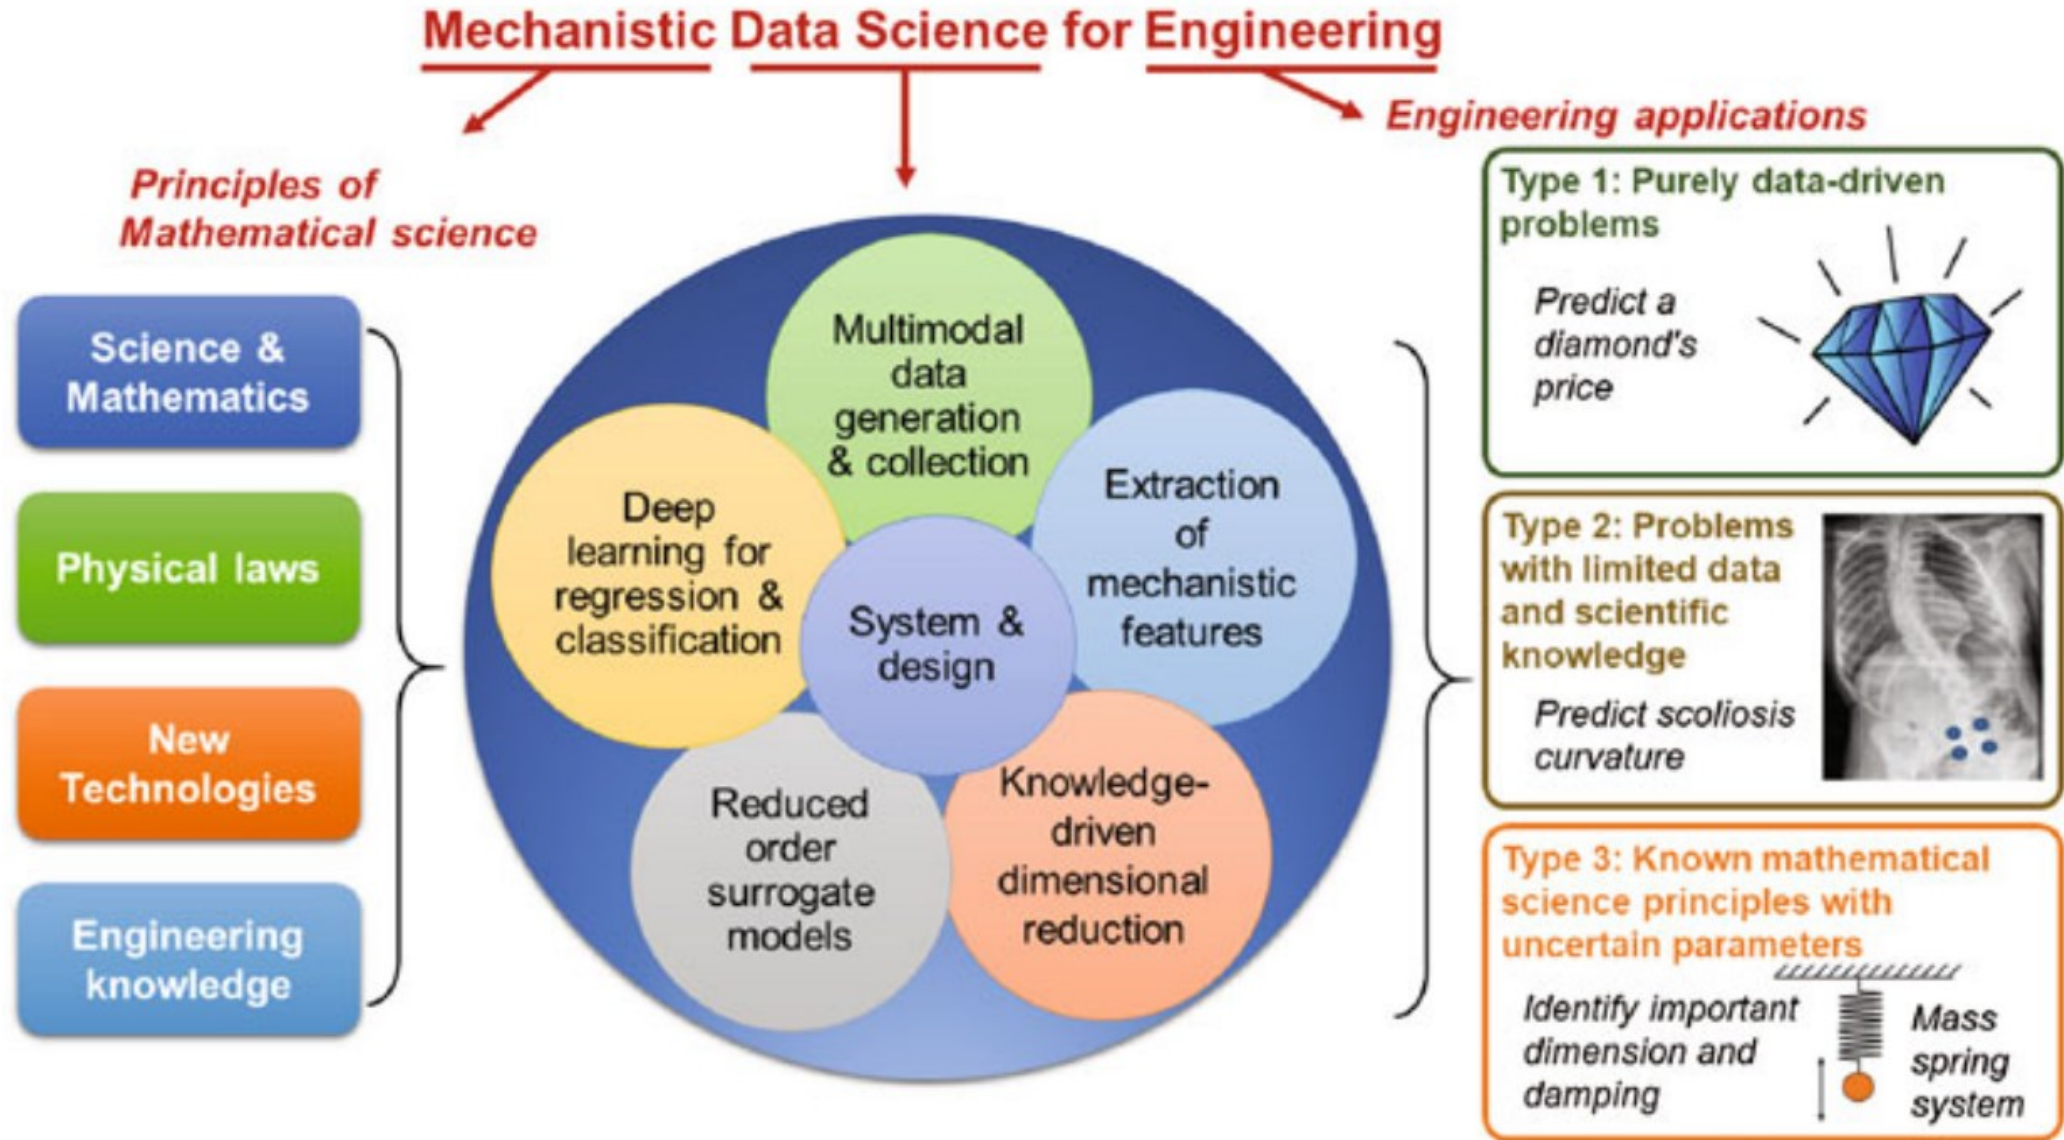 Mechanistic Data Science for Engineering
Principles of
Mathematical science
Science &
Mathematics
Physical laws
New
Technologies
Engineering
knowledge
Multimodal
data
generation
& collection
Deep
learning for
regression &
classification
Extraction
of
mechanistic
features
System &
design
Reduced
order
surrogate
models
Knowledge-
driven
dimensional
reduction
Engineering applications
Type 1: Purely data-driven
problems
Predict a
diamond's
price
Type 2: Problems
with limited data
and scientific
knowledge
Predict scoliosis
curvature
Type 3: Known mathematical
science principles with
uncertain parameters
Identify important
dimension and
damping
Mass
spring
system